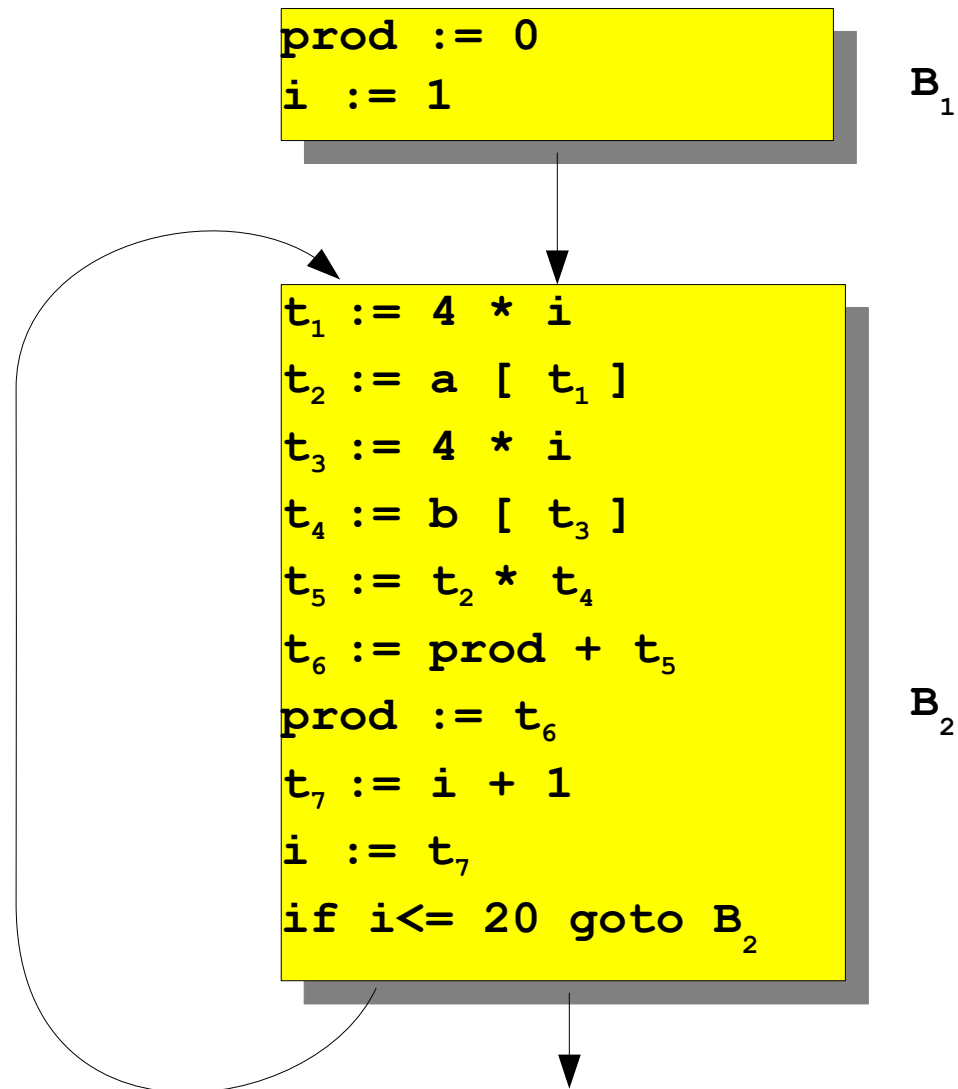 prod := 0
i := 1
B₁
t₁ := 4 * i
t₂ := a [ t₁ ]
t₃ := 4 * i
t₄ := b [ t₃ ]
t₅ := t₂ * t₄
t₆ := prod + t₅
prod := t₆
t₇ := i + 1
i := t₇
if i<= 20 goto B₂
B₂